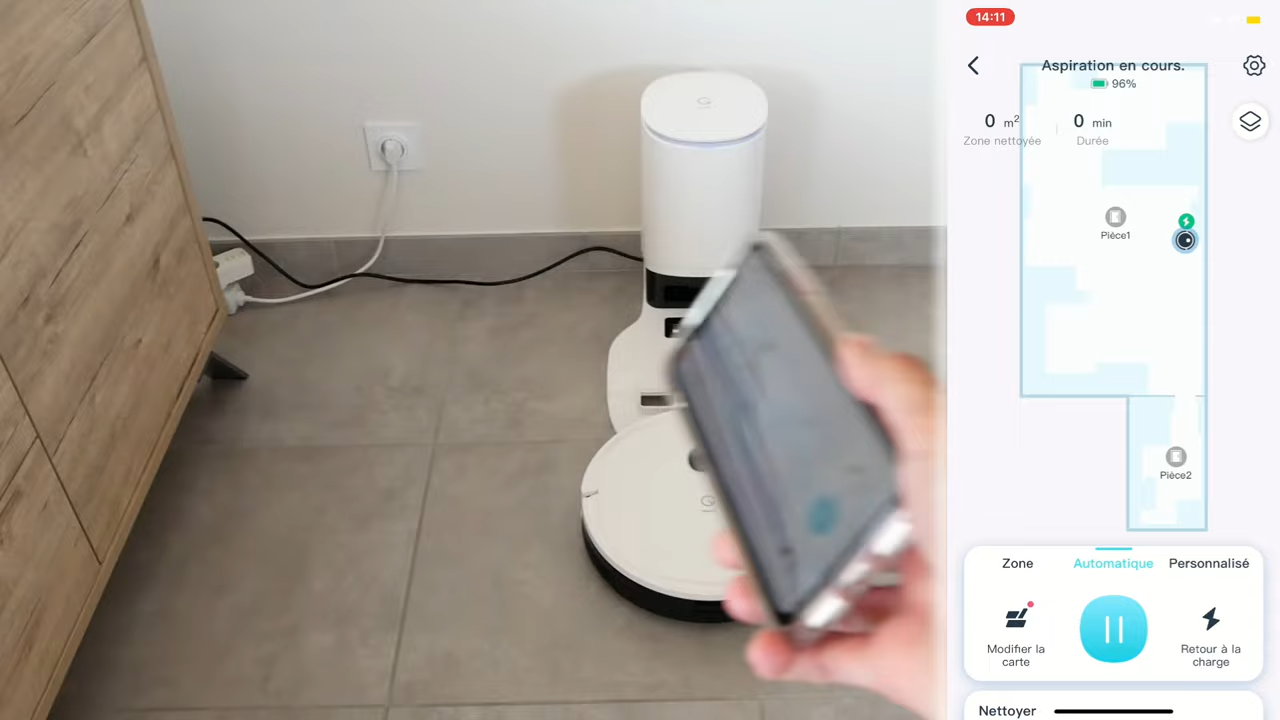 14:11
Aspiration en cours.
96%
0 m²
0 min
Zone nettoyée
Durée
Pièce1
Pièce2
Zone
Automatique
Personnalisé
Modifier la
carte
Retour à la
charge
Nettoyer